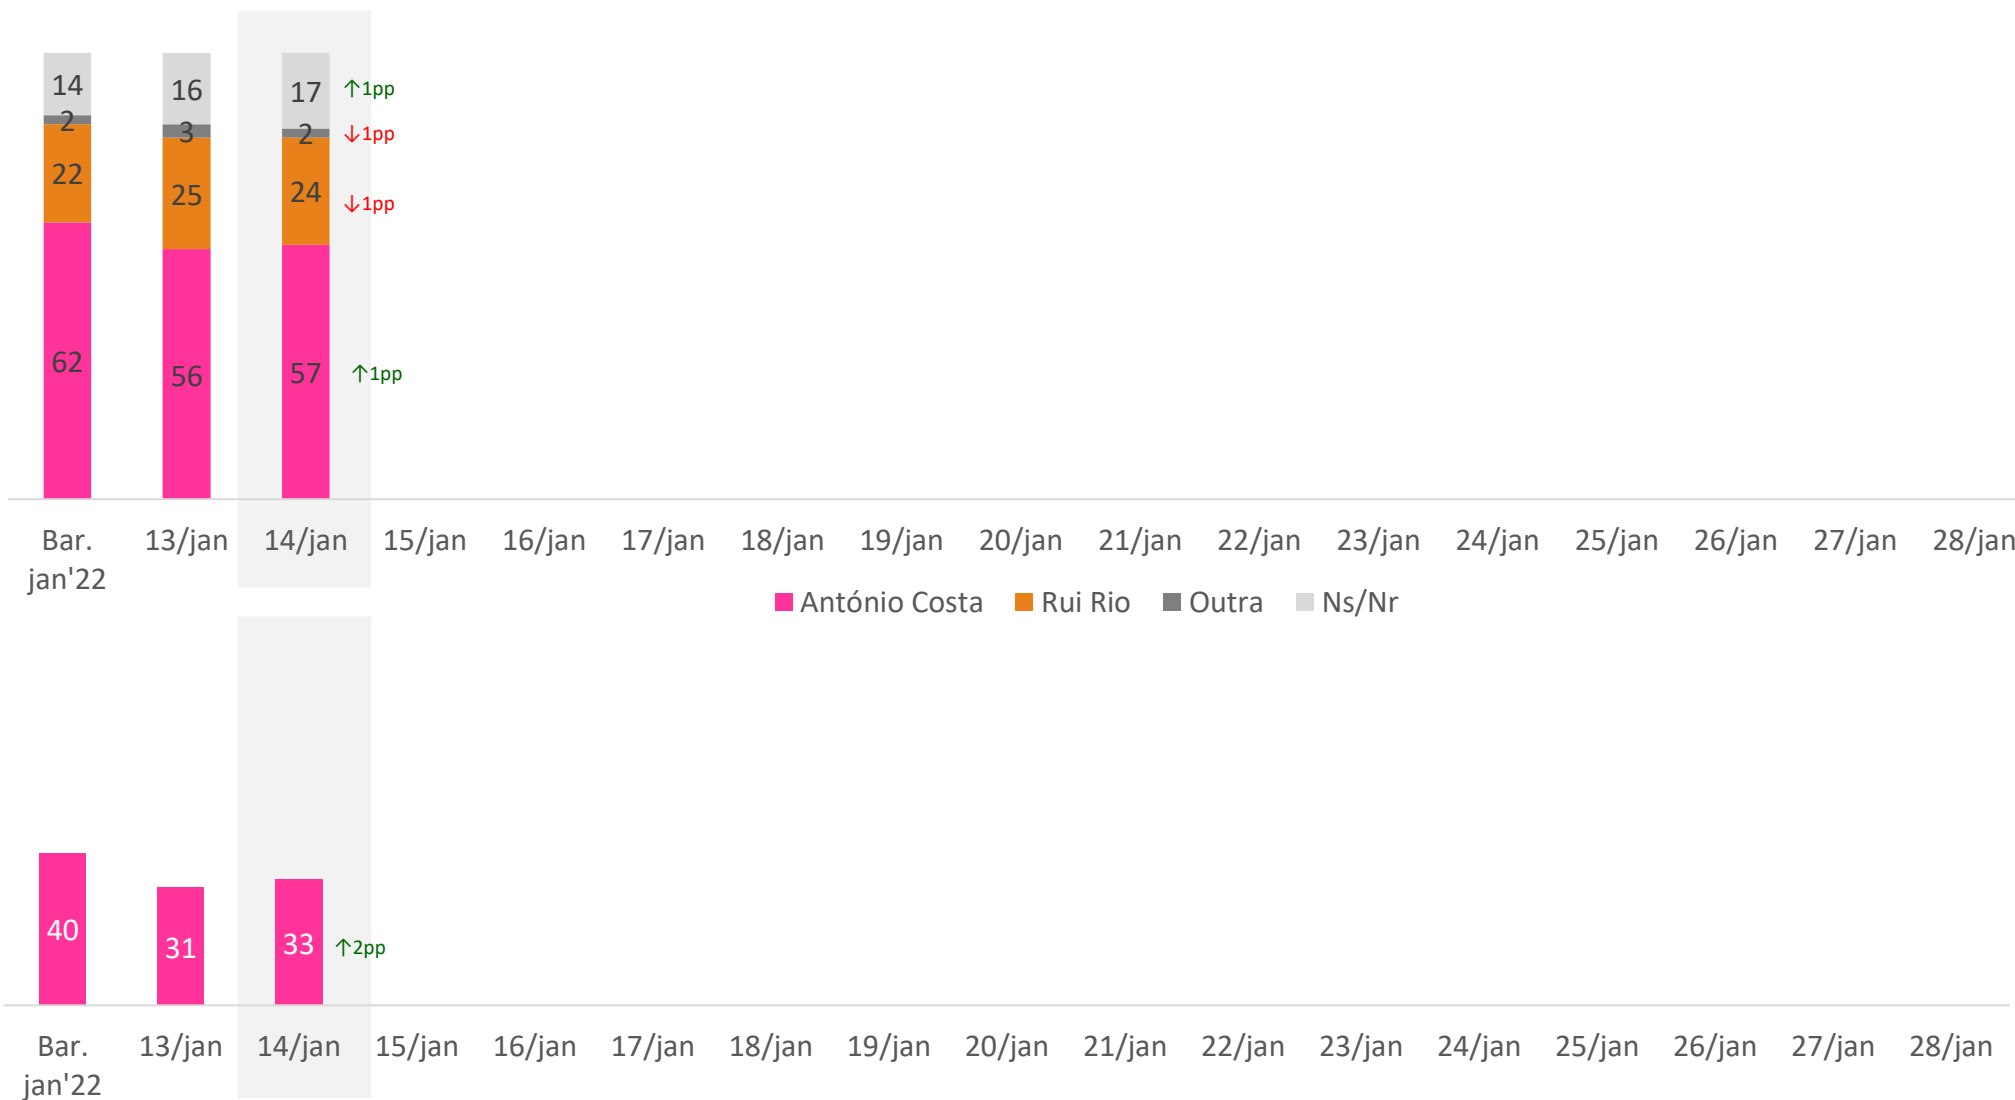 14 16 17 ↑1pp
2 3 2 ↓1pp
22 25 24 ↓1pp
62 56 57 ↑1pp
Bar. 13/jan 14/jan 15/jan 16/jan 17/jan 18/jan 19/jan 20/jan 21/jan 22/jan 23/jan 24/jan 25/jan 26/jan 27/jan 28/jan
jan'22
António Costa Rui Rio Outra Ns/Nr
40 31 33 ↑2pp
Bar. 13/jan 14/jan 15/jan 16/jan 17/jan 18/jan 19/jan 20/jan 21/jan 22/jan 23/jan 24/jan 25/jan 26/jan 27/jan 28/jan
jan'22